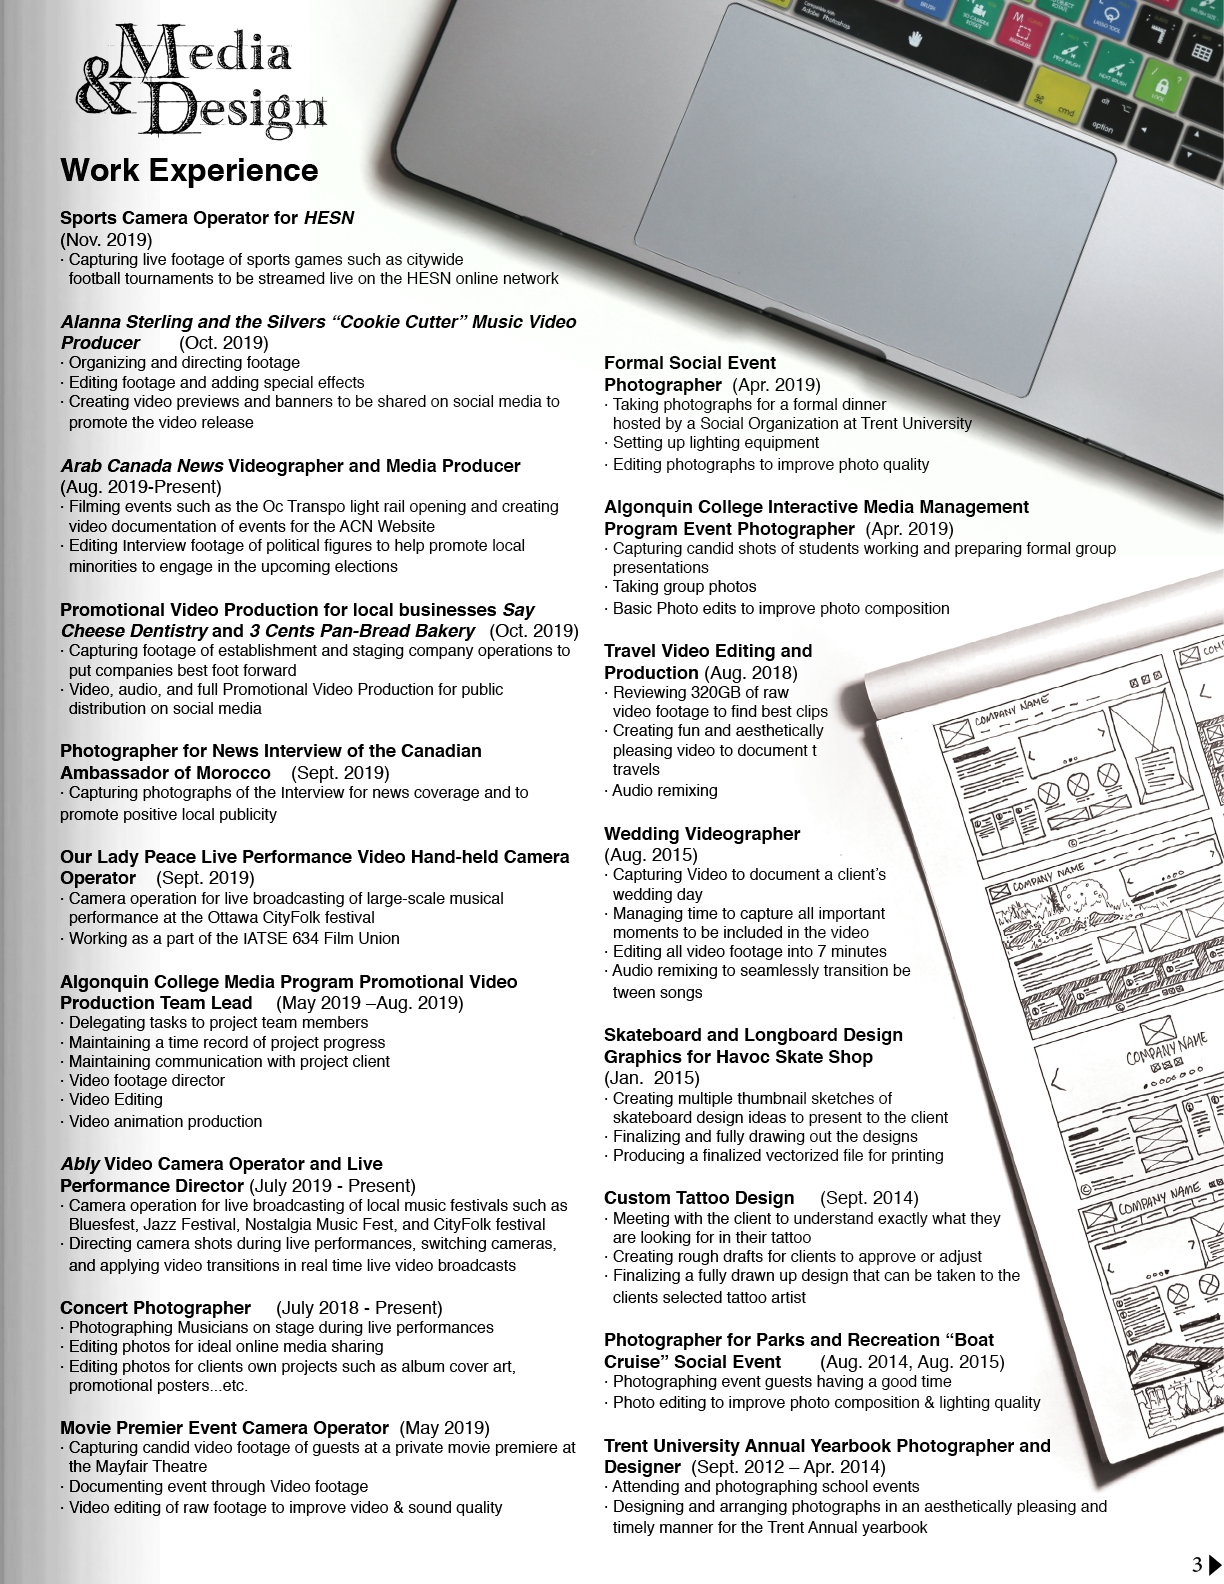 Media
& Design
Work Experience
Sports Camera Operator for HESN
(Nov. 2019)
· Capturing live footage of sports games such as citywide
football tournaments to be streamed live on the HESN online network
Alanna Sterling and the Silvers “Cookie Cutter” Music Video
Producer (Oct. 2019)
· Organizing and directing footage
· Editing footage and adding special effects
· Creating video previews and banners to be shared on social media to
promote the video release
Arab Canada News Videographer and Media Producer
(Aug. 2019-Present)
· Filming events such as the Oc Transpo light rail opening and creating
video documentation of events for the ACN Website
· Editing Interview footage of political figures to help promote local
minorities to engage in the upcoming elections
Promotional Video Production for local businesses Say
Cheese Dentistry and 3 Cents Pan-Bread Bakery (Oct. 2019)
· Capturing footage of establishment and staging company operations to
put companies best foot forward
· Video, audio, and full Promotional Video Production for public
distribution on social media
Photographer for News Interview of the Canadian
Ambassador of Morocco (Sept. 2019)
· Capturing photographs of the Interview for news coverage and to
promote positive local publicity
Our Lady Peace Live Performance Video Hand-held Camera
Operator (Sept. 2019)
· Camera operation for live broadcasting of large-scale musical
performance at the Ottawa CityFolk festival
· Working as a part of the IATSE 634 Film Union
Algonquin College Media Program Promotional Video
Production Team Lead (May 2019 –Aug. 2019)
· Delegating tasks to project team members
· Maintaining a time record of project progress
· Maintaining communication with project client
· Video footage director
· Video Editing
· Video animation production
Ably Video Camera Operator and Live
Performance Director (July 2019 - Present)
· Camera operation for live broadcasting of local music festivals such as
Bluesfest, Jazz Festival, Nostalgia Music Fest, and CityFolk festival
· Directing camera shots during live performances, switching cameras,
and applying video transitions in real time live video broadcasts
Concert Photographer (July 2018 - Present)
· Photographing Musicians on stage during live performances
· Editing photos for ideal online media sharing
· Editing photos for clients own projects such as album cover art,
promotional posters...etc.
Movie Premier Event Camera Operator (May 2019)
· Capturing candid video footage of guests at a private movie premiere at
the Mayfair Theatre
· Documenting event through Video footage
· Video editing of raw footage to improve video & sound quality
Formal Social Event
Photographer (Apr. 2019)
· Taking photographs for a formal dinner
hosted by a Social Organization at Trent University
· Setting up lighting equipment
· Editing photographs to improve photo quality
Algonquin College Interactive Media Management
Program Event Photographer (Apr. 2019)
· Capturing candid shots of students working and preparing formal group
presentations
· Taking group photos
· Basic Photo edits to improve photo composition
Travel Video Editing and
Production (Aug. 2018)
· Reviewing 320GB of raw
video footage to find best clips
· Creating fun and aesthetically
pleasing video to document t
travels
· Audio remixing
Wedding Videographer
(Aug. 2015)
· Capturing Video to document a client’s
wedding day
· Managing time to capture all important
moments to be included in the video
· Editing all video footage into 7 minutes
· Audio remixing to seamlessly transition be
tween songs
Skateboard and Longboard Design
Graphics for Havoc Skate Shop
(Jan. 2015)
· Creating multiple thumbnail sketches of
skateboard design ideas to present to the client
· Finalizing and fully drawing out the designs
· Producing a finalized vectorized file for printing
Custom Tattoo Design (Sept. 2014)
· Meeting with the client to understand exactly what they
are looking for in their tattoo
· Creating rough drafts for clients to approve or adjust
· Finalizing a fully drawn up design that can be taken to the
clients selected tattoo artist
Photographer for Parks and Recreation “Boat
Cruise” Social Event (Aug. 2014, Aug. 2015)
· Photographing event guests having a good time
· Photo editing to improve photo composition & lighting quality
Trent University Annual Yearbook Photographer and
Designer (Sept. 2012 – Apr. 2014)
· Attending and photographing school events
· Designing and arranging photographs in an aesthetically pleasing and
timely manner for the Trent Annual yearbook
Adobe Photoshop
BRUSH
MARQUEE
LASSO TOOL
BRUSH SIZE
PREV BRUSH
NEXT BRUSH
LOCK
cmd
alt
option
COMPANY NAME
COMPANY NAME
COMPANY NAME
COMPANY NAME
3